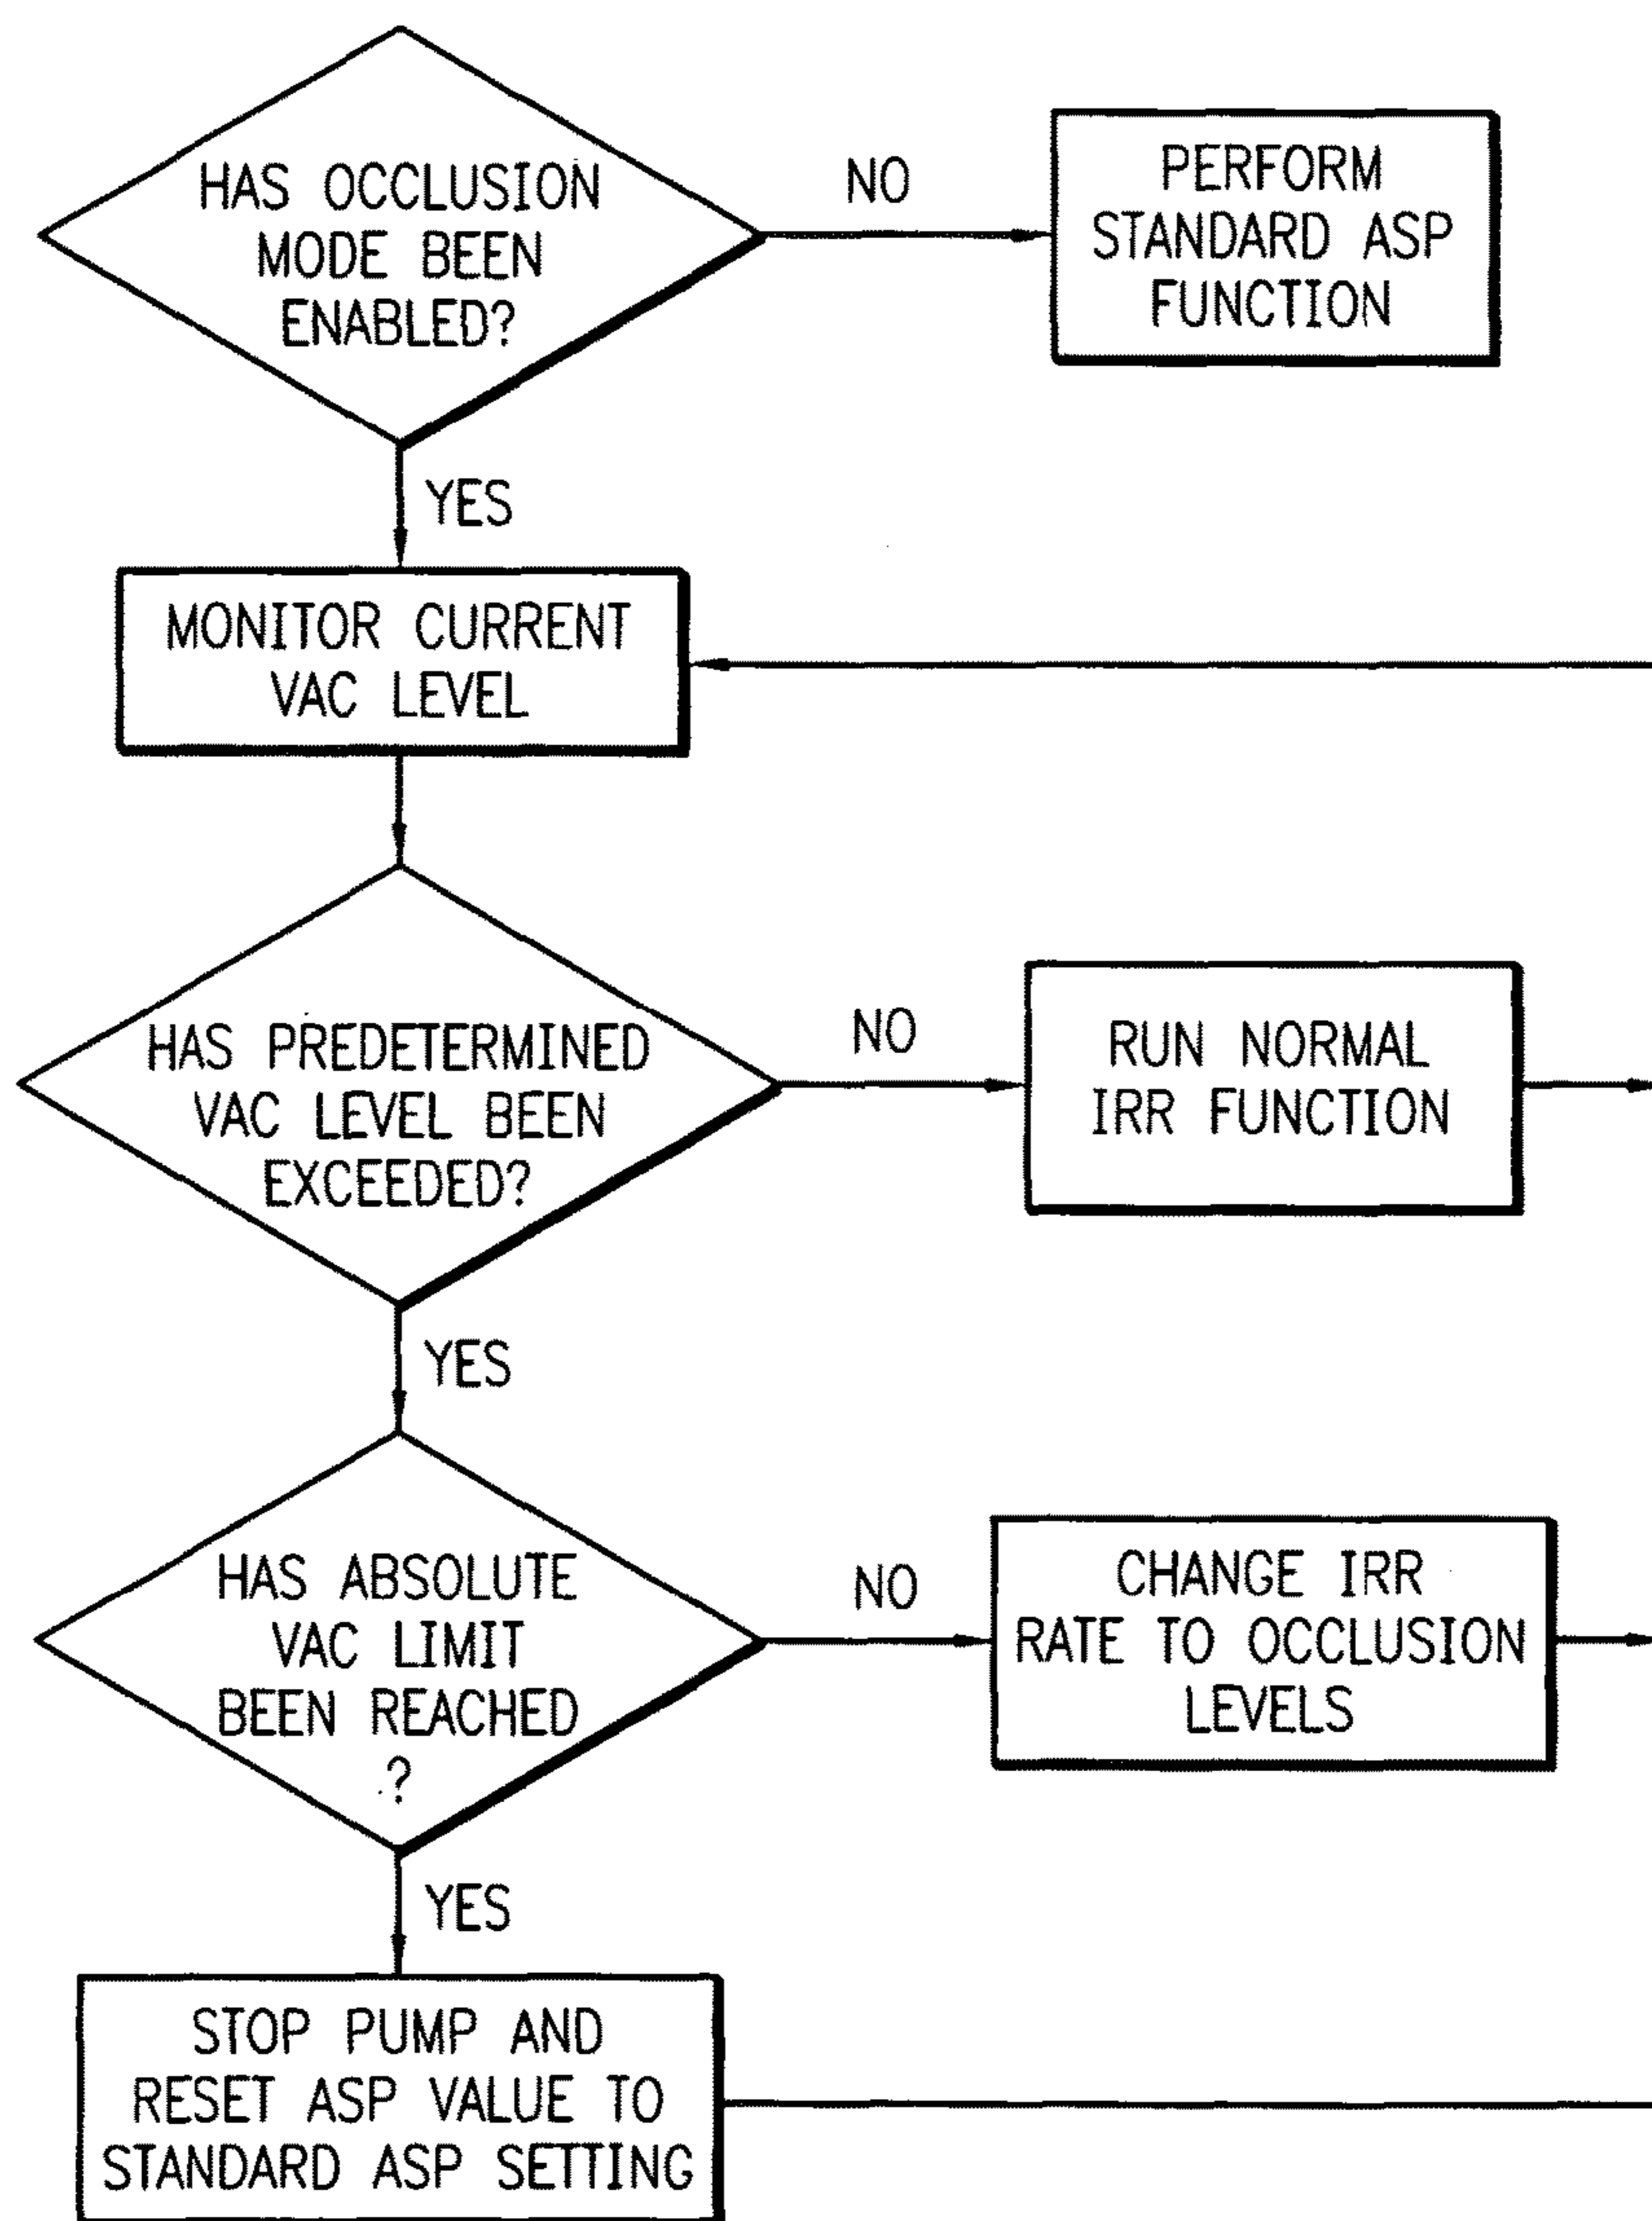 HAS OCCLUSION
MODE BEEN
ENABLED?
NO
PERFORM
STANDARD ASP
FUNCTION
YES
MONITOR CURRENT
VAC LEVEL
HAS PREDETERMINED
VAC LEVEL BEEN
EXCEEDED?
NO
RUN NORMAL
IRR FUNCTION
YES
HAS ABSOLUTE
VAC LIMIT
BEEN REACHED
?
NO
CHANGE IRR
RATE TO OCCLUSION
LEVELS
YES
STOP PUMP AND
RESET ASP VALUE TO
STANDARD ASP SETTING